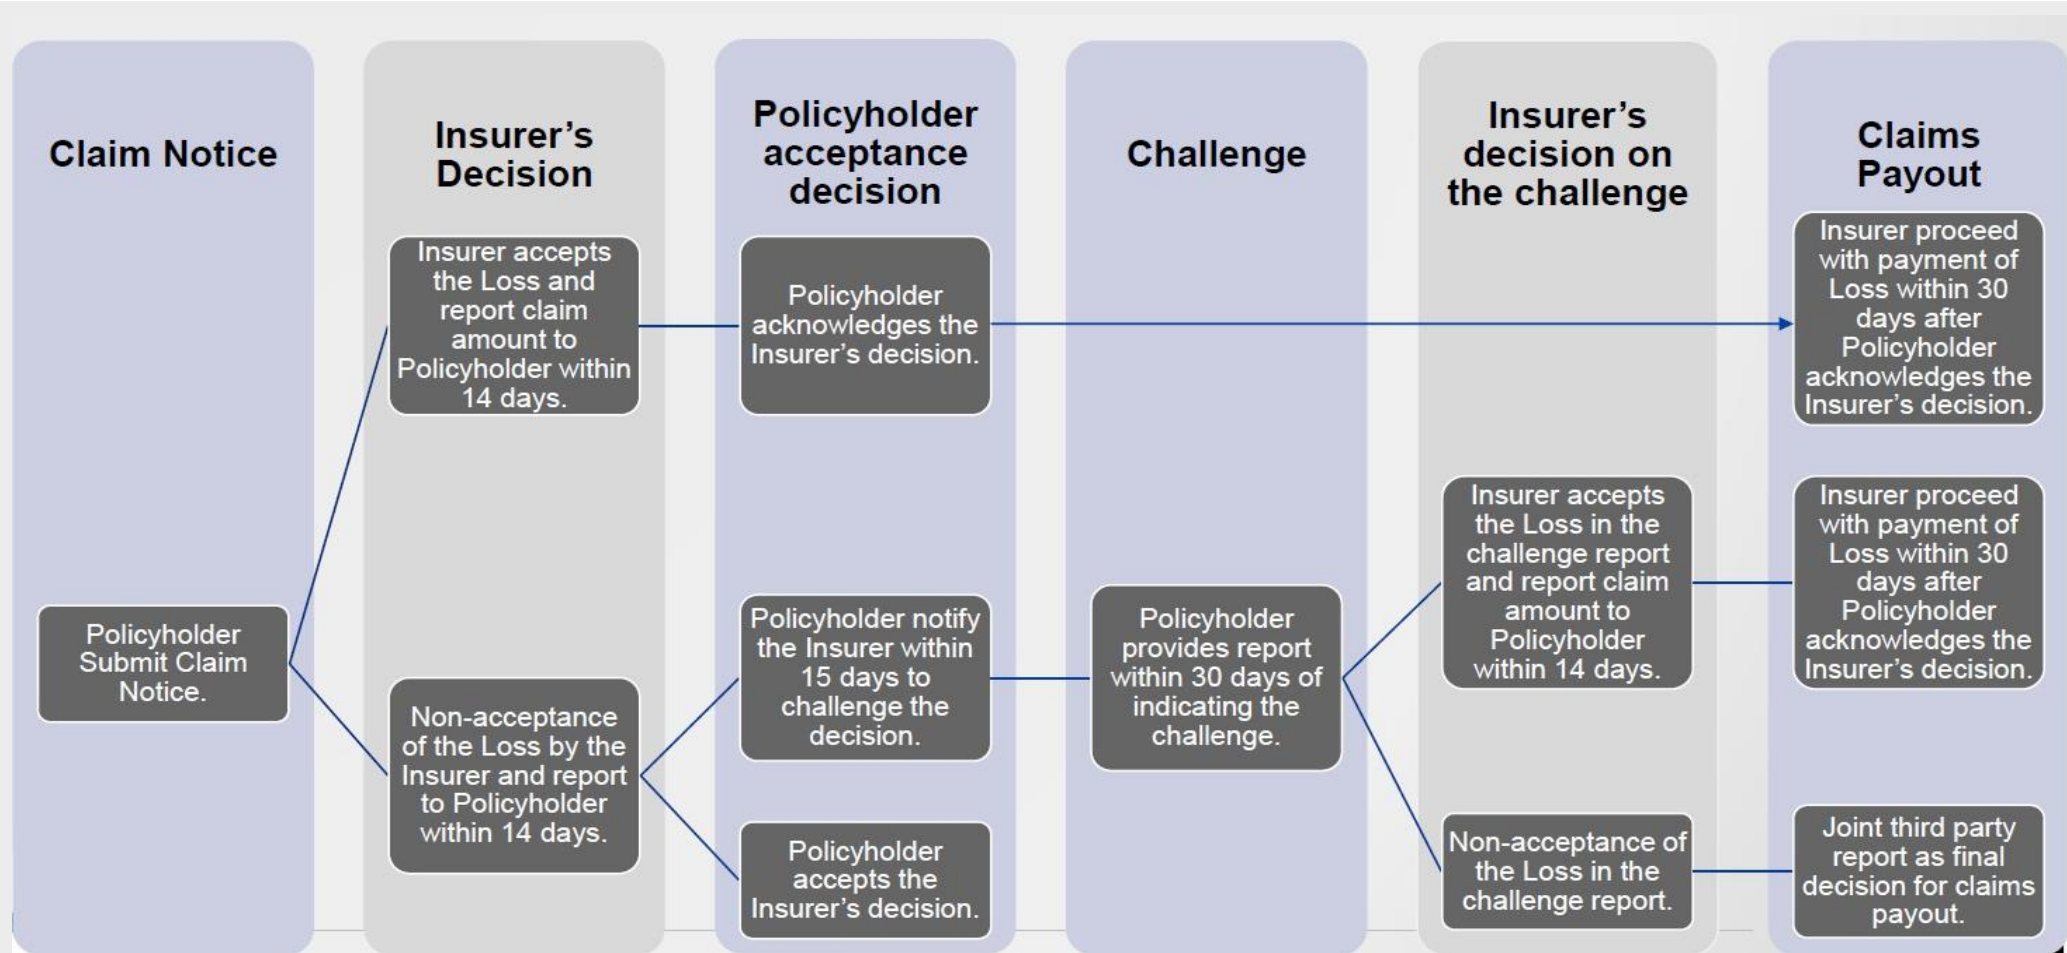 Claim Notice
Policyholder
Submit Claim
Notice.
Insurer’s
Decision
Insurer accepts
the Loss and
report claim
amount to
Policyholder within
14 days.
Non-acceptance
of the Loss by the
Insurer and report
to Policyholder
within 14 days.
Policyholder
acceptance
decision
Policyholder
acknowledges the
Insurer’s decision.
Policyholder notify
the Insurer within
15 days to
challenge the
decision.
Policyholder
accepts the
Insurer’s decision.
Challenge
Policyholder
provides report
within 30 days of
indicating the
challenge.
Insurer’s
decision on
the challenge
Insurer accepts
the Loss in the
challenge report
and report claim
amount to
Policyholder
within 14 days.
Non-acceptance of
the Loss in the
challenge report.
Claims
Payout
Insurer proceed
with payment of
Loss within 30
days after
Policyholder
acknowledges the
Insurer’s decision.
Insurer proceed
with payment of
Loss within 30
days after
Policyholder
acknowledges the
Insurer’s decision.
Joint third party
report as final
decision for claims
payout.